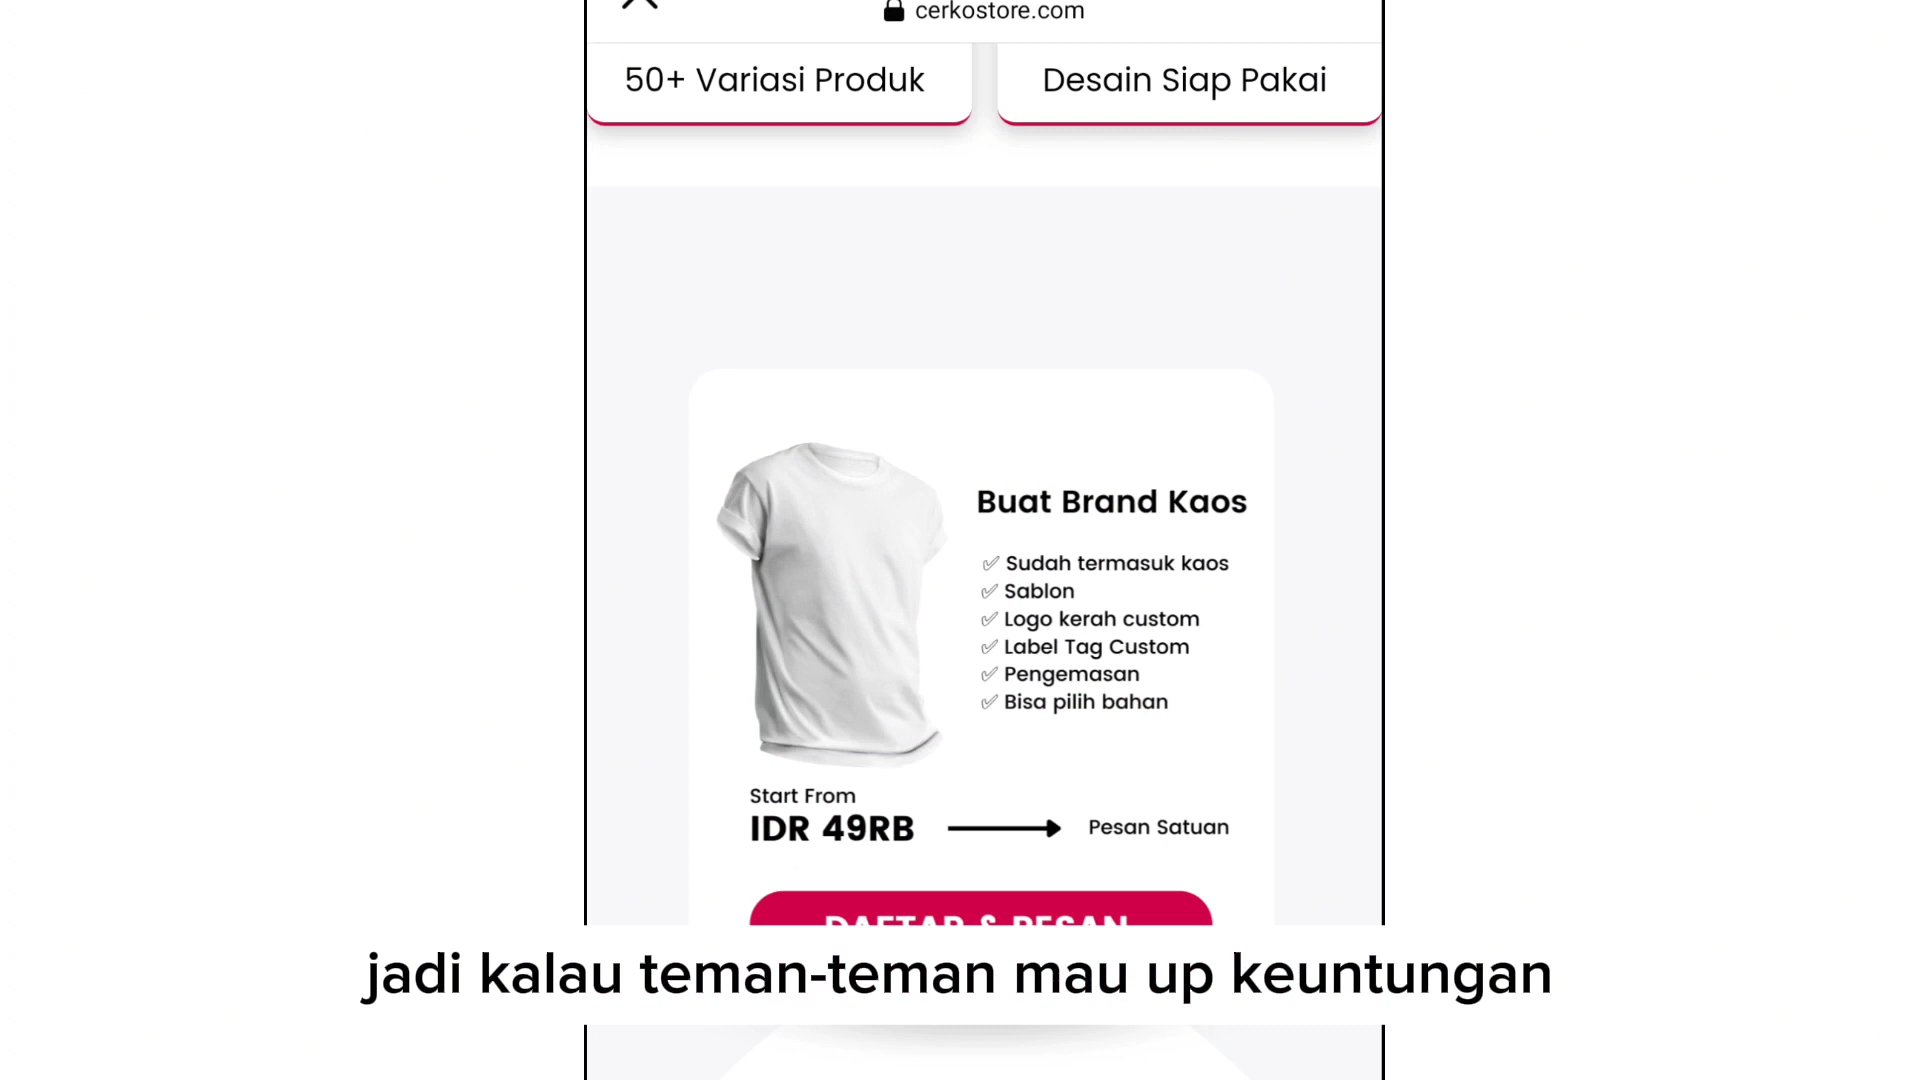 cerkostore.com
50+ Variasi Produk
Desain Siap Pakai
Buat Brand Kaos
✅ Sudah termasuk kaos
✅ Sablon
✅ Logo kerah custom
✅ Label Tag Custom
✅ Pengemasan
✅ Bisa pilih bahan
Start From
IDR 49RB
Pesan Satuan
DAFTAR & PESAN
jadi kalau teman-teman mau up keuntungan